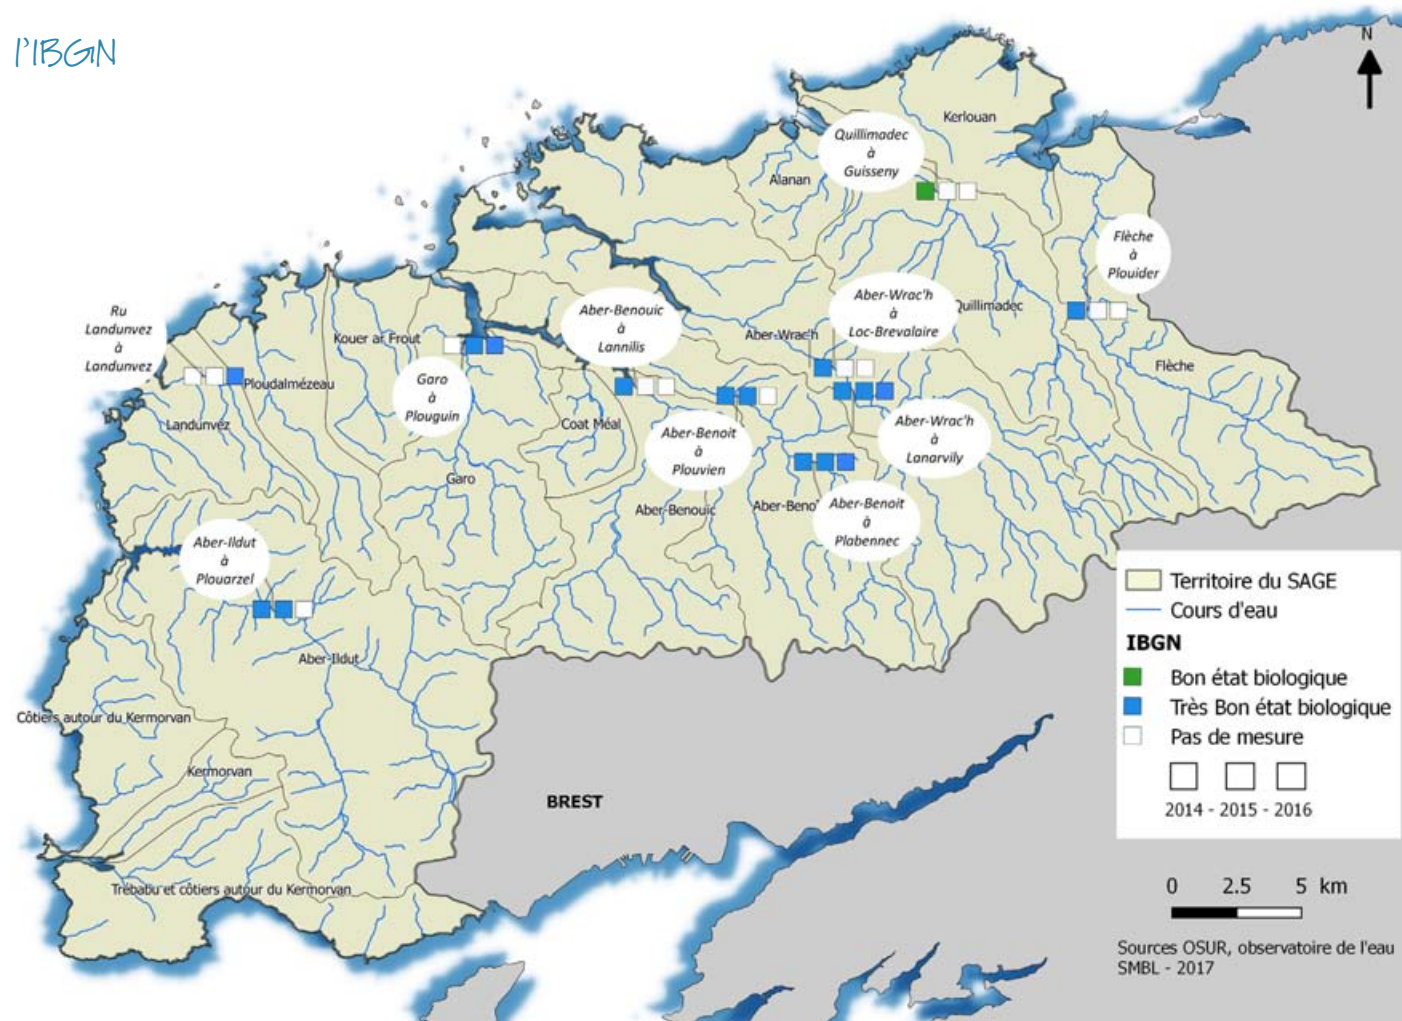 l'IBGN
N
Kerlouan
Quillimadec
à
Guisseny
Alanan
Flèche
à
Plouider
Aber-Wrac'h
à
Loc-Brevalaire
Quillimadec
Aber-Benouic
à
Lannilis
Ru
Landunvez
à
Landunvez
Kouer ar Frout
Aber-Wrac'h
Flèche
Ploudalmézeau
Garo
à
Plouguin
Landunvez
Coat Méal
Aber-Benoit
à
Plouvien
Aber-Wrac'h
à
Lanarvily
Garo
Aber-Benouic
Aber-Benoi
Aber-Benoit
à
Plabennec
Aber-Ildut
à
Plouarzel
Aber-Ildut
Côtiers autour du Kermorvan
Kermorvan
BREST
Trébabu et côtiers autour du Kermorvan
Territoire du SAGE
Cours d'eau
IBGN
Bon état biologique
Très Bon état biologique
Pas de mesure
2014 - 2015 - 2016
0 2.5 5 km
Sources OSUR, observatoire de l'eau
SMBL - 2017